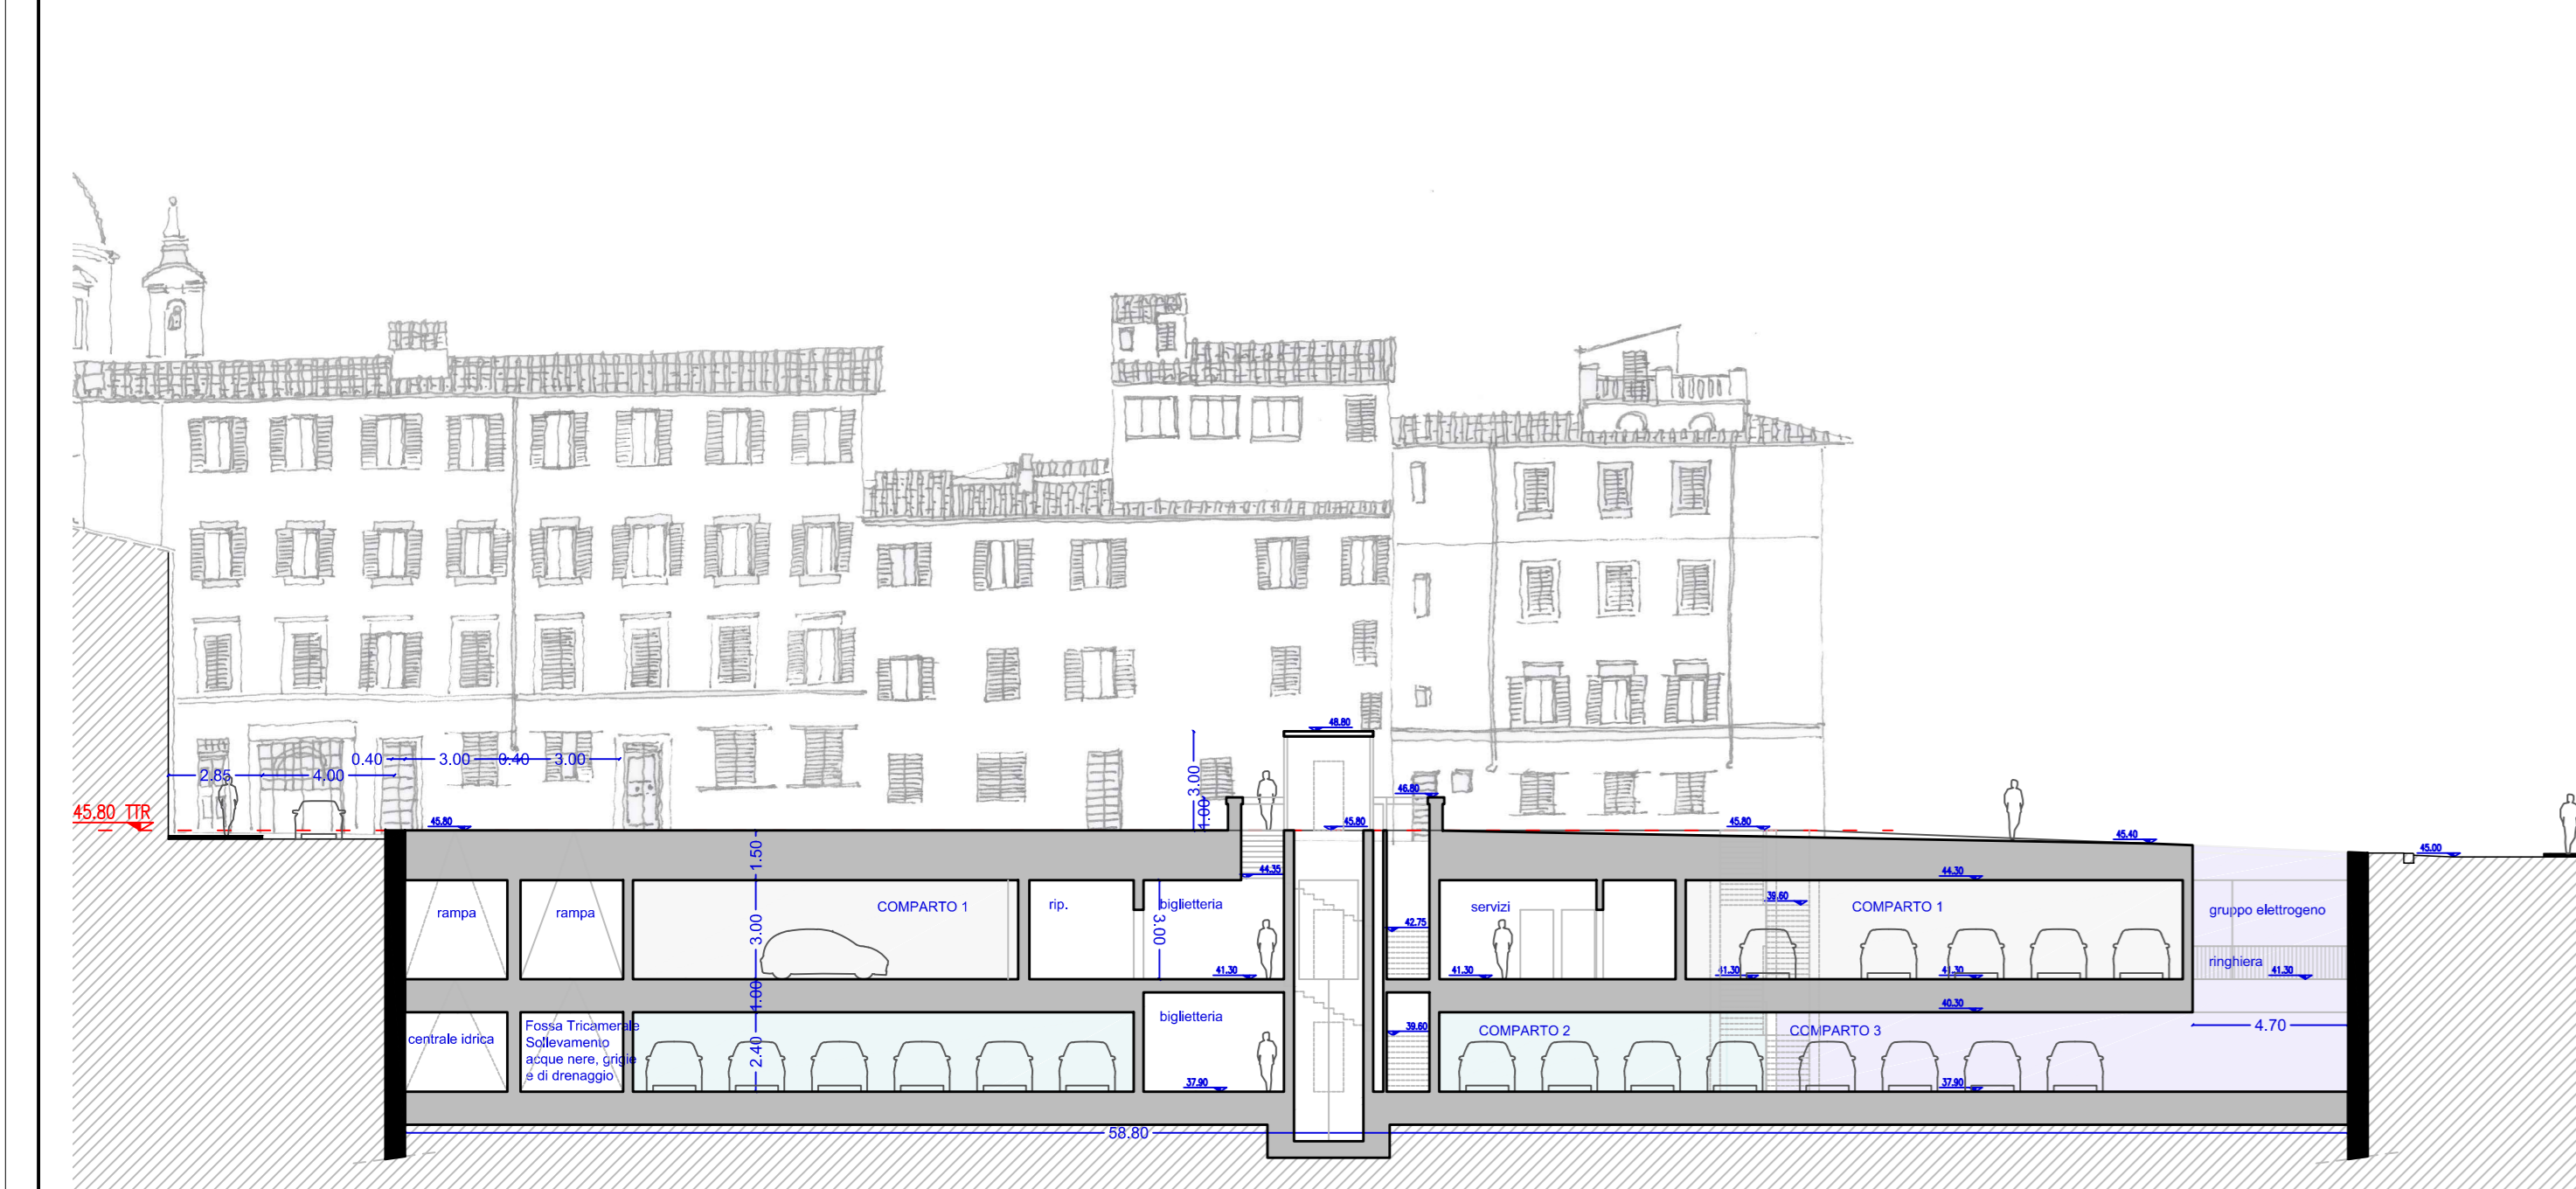 48.80
0.40
3.00
0.40
3.00
2.85
4.00
3.00
1.00
46.80
45.80 TTR
45.80
45.80
45.80
45.40
45.00
1.50
44.35
44.30
rampa
rampa
COMPARTO 1
rip.
biglietteria
servizi
39.60
COMPARTO 1
gruppo elettrogeno
3.00
3.00
42.75
ringhiera
41.30
41.30
41.30
41.30
41.30
1.00
40.30
centrale idrica
Fossa Tricamerale
Sollevamento
acque nere, grigie
e di drenaggio
biglietteria
39.60
COMPARTO 2
COMPARTO 3
4.70
2.40
37.90
37.90
58.80